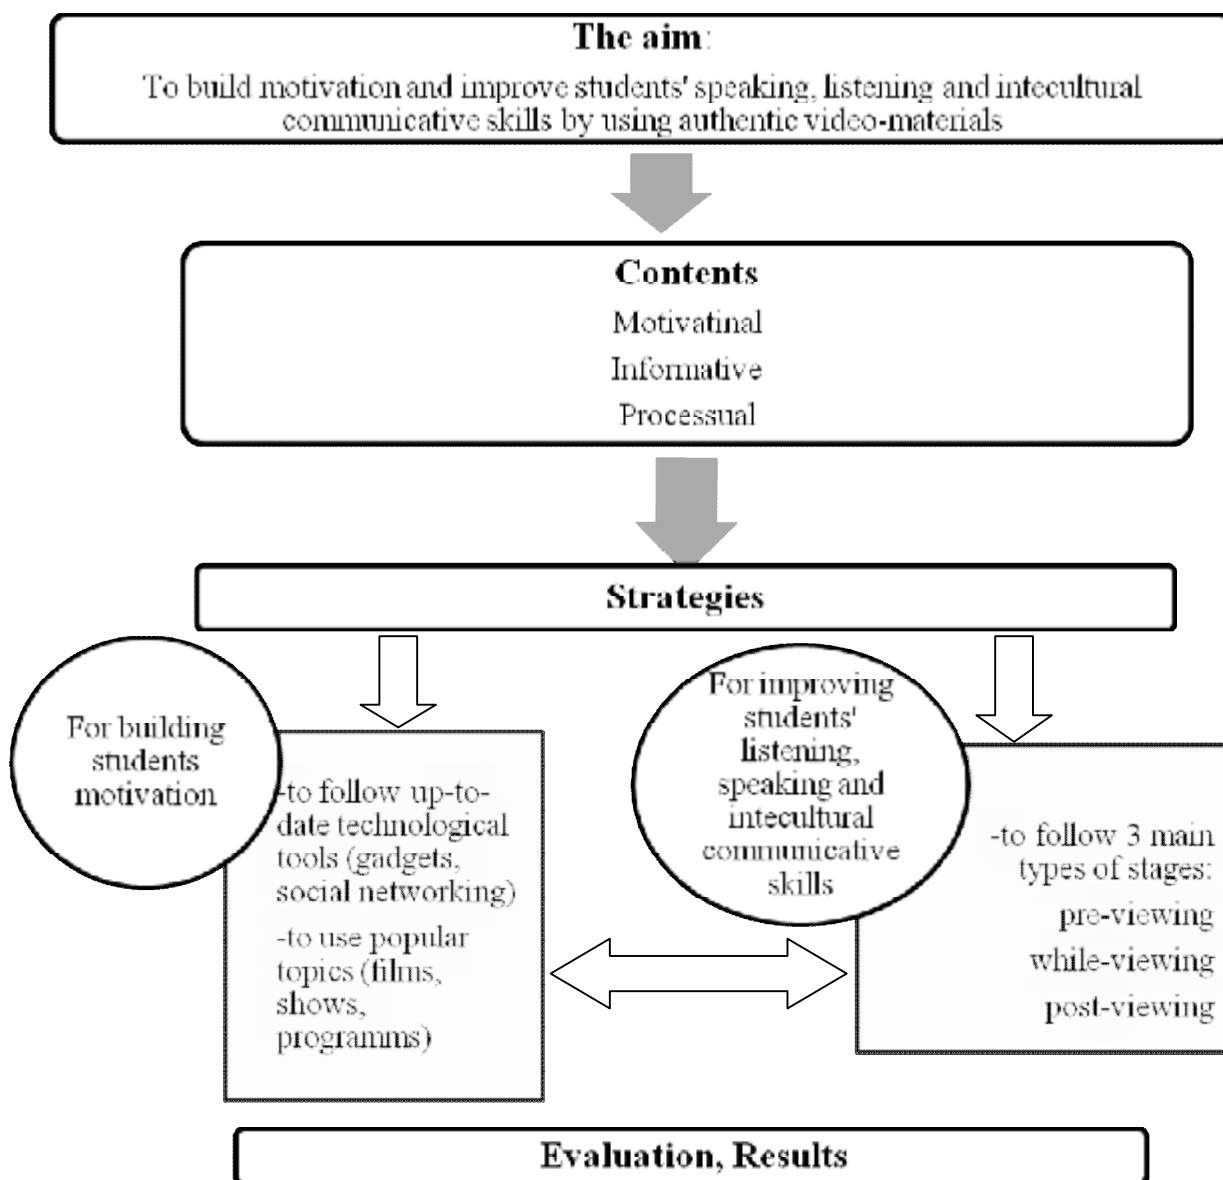 The aim:
To build motivation and improve students' speaking, listening and intecultural
communicative skills by using authentic video-materials
Contents
Motivatinal
Informative
Processual
Strategies
For building
students
motivation
-to follow up-to-
date technological
tools (gadgets,
social networking)
-to use popular
topics (films,
shows,
programms)
For improving
students'
listening,
speaking and
intecultural
communicative
skills
-to follow 3 main
types of stages:
pre-viewing
while-viewing
post-viewing
Evaluation, Results